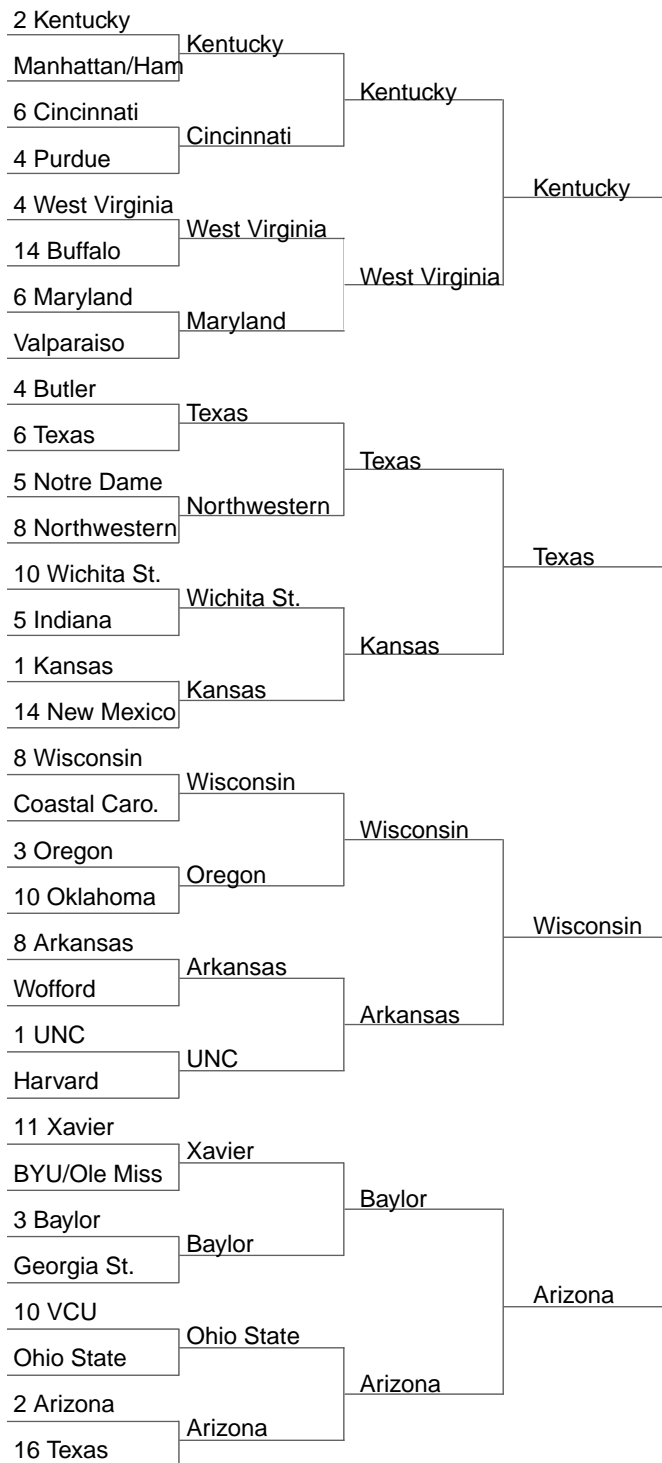 2 Kentucky
Manhattan/Ham
6 Cincinnati
4 Purdue
4 West Virginia
14 Buffalo
6 Maryland
Valparaiso
4 Butler
6 Texas
5 Notre Dame
8 Northwestern
10 Wichita St.
5 Indiana
1 Kansas
14 New Mexico
8 Wisconsin
Coastal Caro.
3 Oregon
10 Oklahoma
8 Arkansas
Wofford
1 UNC
Harvard
11 Xavier
BYU/Ole Miss
3 Baylor
Georgia St.
10 VCU
Ohio State
2 Arizona
16 Texas
Kentucky
Cincinnati
West Virginia
Maryland
Texas
Northwestern
Wichita St.
Kansas
Wisconsin
Oregon
Arkansas
UNC
Xavier
Baylor
Ohio State
Arizona
Kentucky
West Virginia
Texas
Kansas
Wisconsin
Arkansas
Baylor
Arizona
Kentucky
Texas
Wisconsin
Arizona